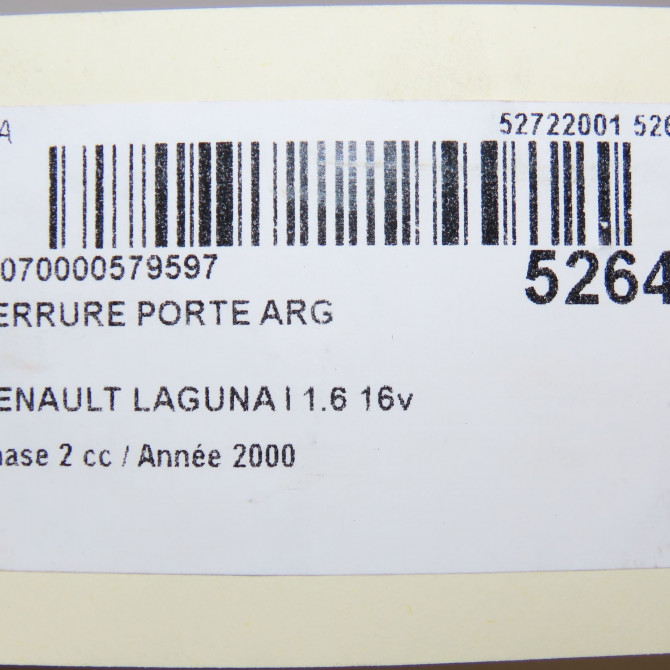 A 52722001 526
070000579597 5264
ERRURE PORTE ARG
ENAULT LAGUNA I 1.6 16v
hase 2 cc / Année 2000